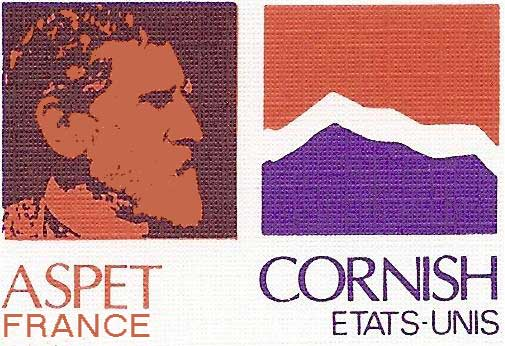 ASPET
FRANCE
CORNISH
ETATS-UNIS